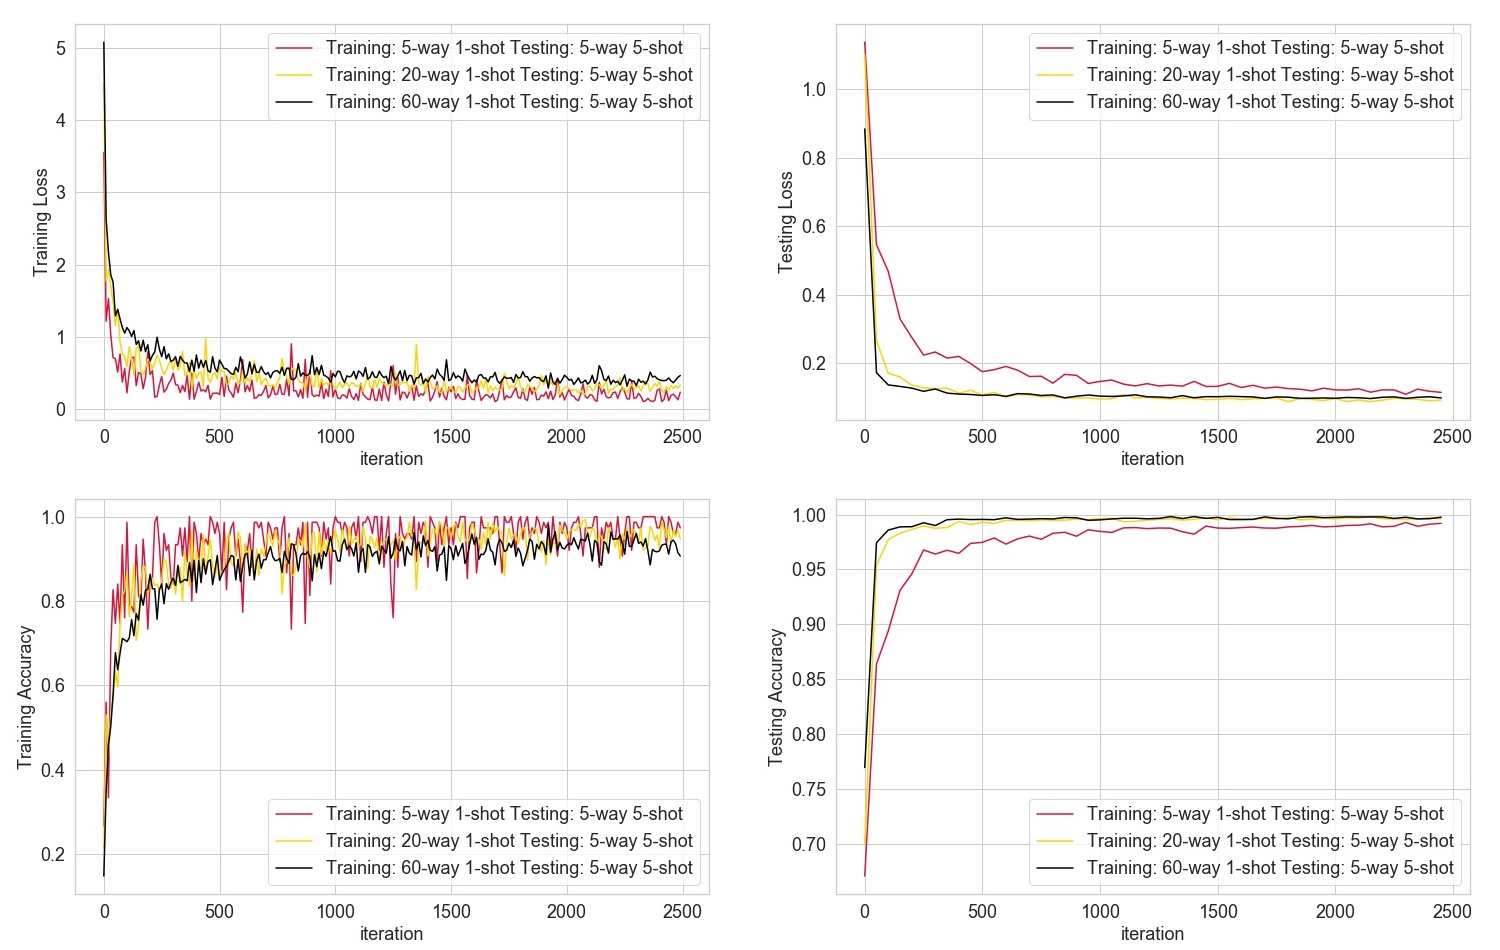 5
4
3
2
1
0
Training Loss
Training: 5-way 1-shot Testing: 5-way 5-shot
Training: 20-way 1-shot Testing: 5-way 5-shot
Training: 60-way 1-shot Testing: 5-way 5-shot
0 500 1000 1500 2000 2500
iteration
1.0
0.8
0.6
0.4
0.2
Testing Loss
Training: 5-way 1-shot Testing: 5-way 5-shot
Training: 20-way 1-shot Testing: 5-way 5-shot
Training: 60-way 1-shot Testing: 5-way 5-shot
0 500 1000 1500 2000 2500
iteration
1.0
0.8
0.6
0.4
0.2
Training Accuracy
Training: 5-way 1-shot Testing: 5-way 5-shot
Training: 20-way 1-shot Testing: 5-way 5-shot
Training: 60-way 1-shot Testing: 5-way 5-shot
0 500 1000 1500 2000 2500
iteration
1.00
0.95
0.90
0.85
0.80
0.75
0.70
Testing Accuracy
Training: 5-way 1-shot Testing: 5-way 5-shot
Training: 20-way 1-shot Testing: 5-way 5-shot
Training: 60-way 1-shot Testing: 5-way 5-shot
0 500 1000 1500 2000 2500
iteration